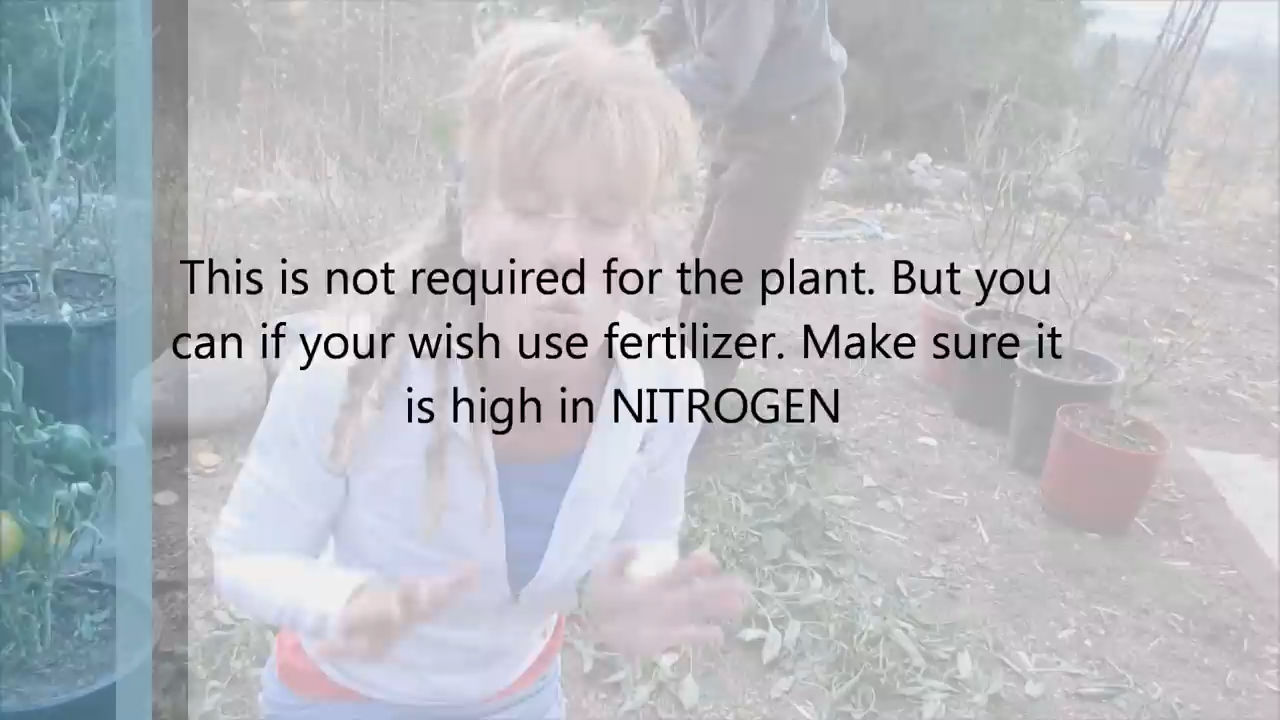 This is not required for the plant. But you
can if your wish use fertilizer. Make sure it
is high in NITROGEN